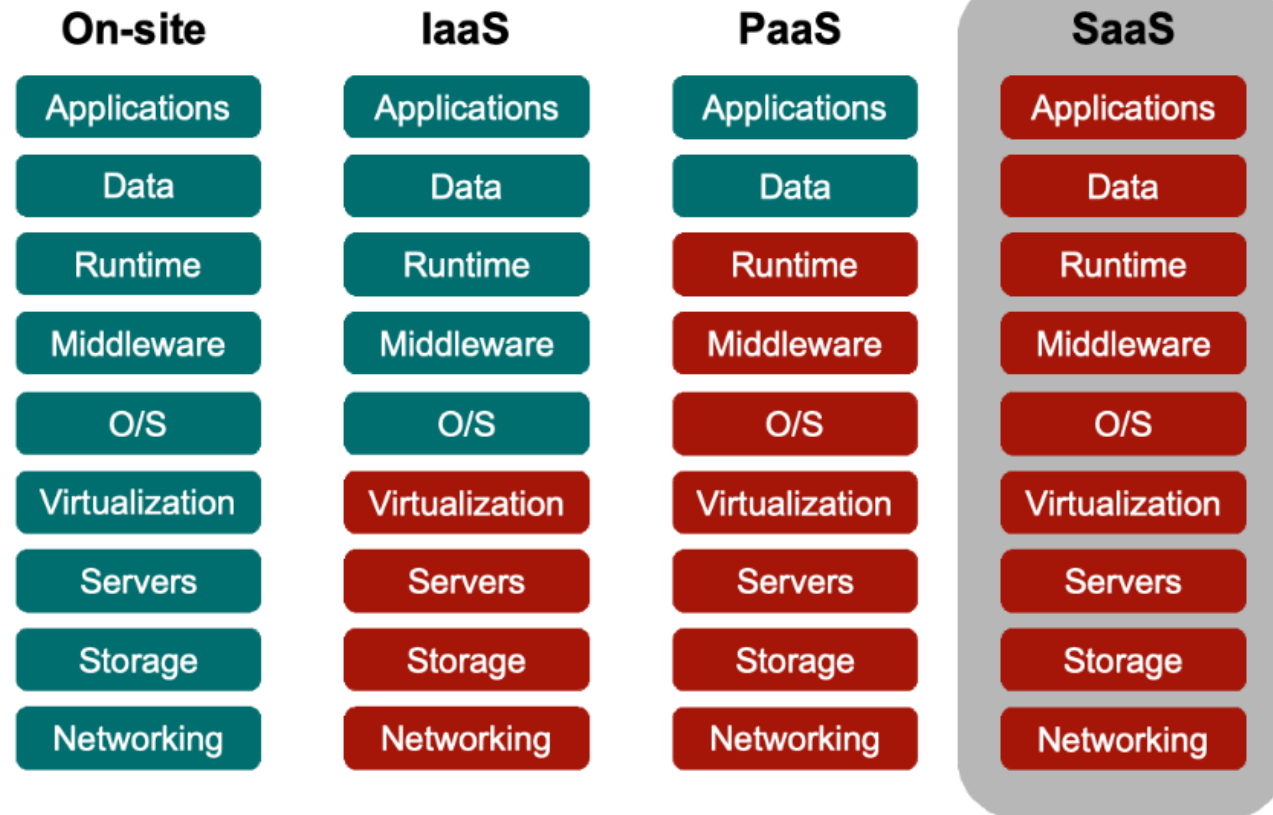 On-site IaaS PaaS SaaS
Applications Applications Applications Applications
Data Data Data Data
Runtime Runtime Runtime Runtime
Middleware Middleware Middleware Middleware
O/S O/S O/S O/S
Virtualization Virtualization Virtualization Virtualization
Servers Servers Servers Servers
Storage Storage Storage Storage
Networking Networking Networking Networking